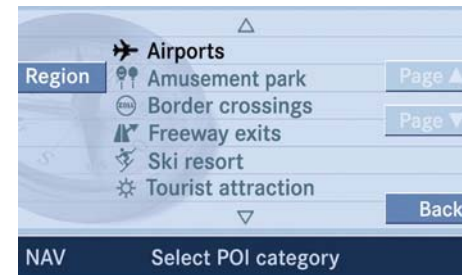 Airports
Region
Amusement park
Page
Border crossings
Page
Freeway exits
Ski resort
Tourist attraction
Back
NAV
Select POI category